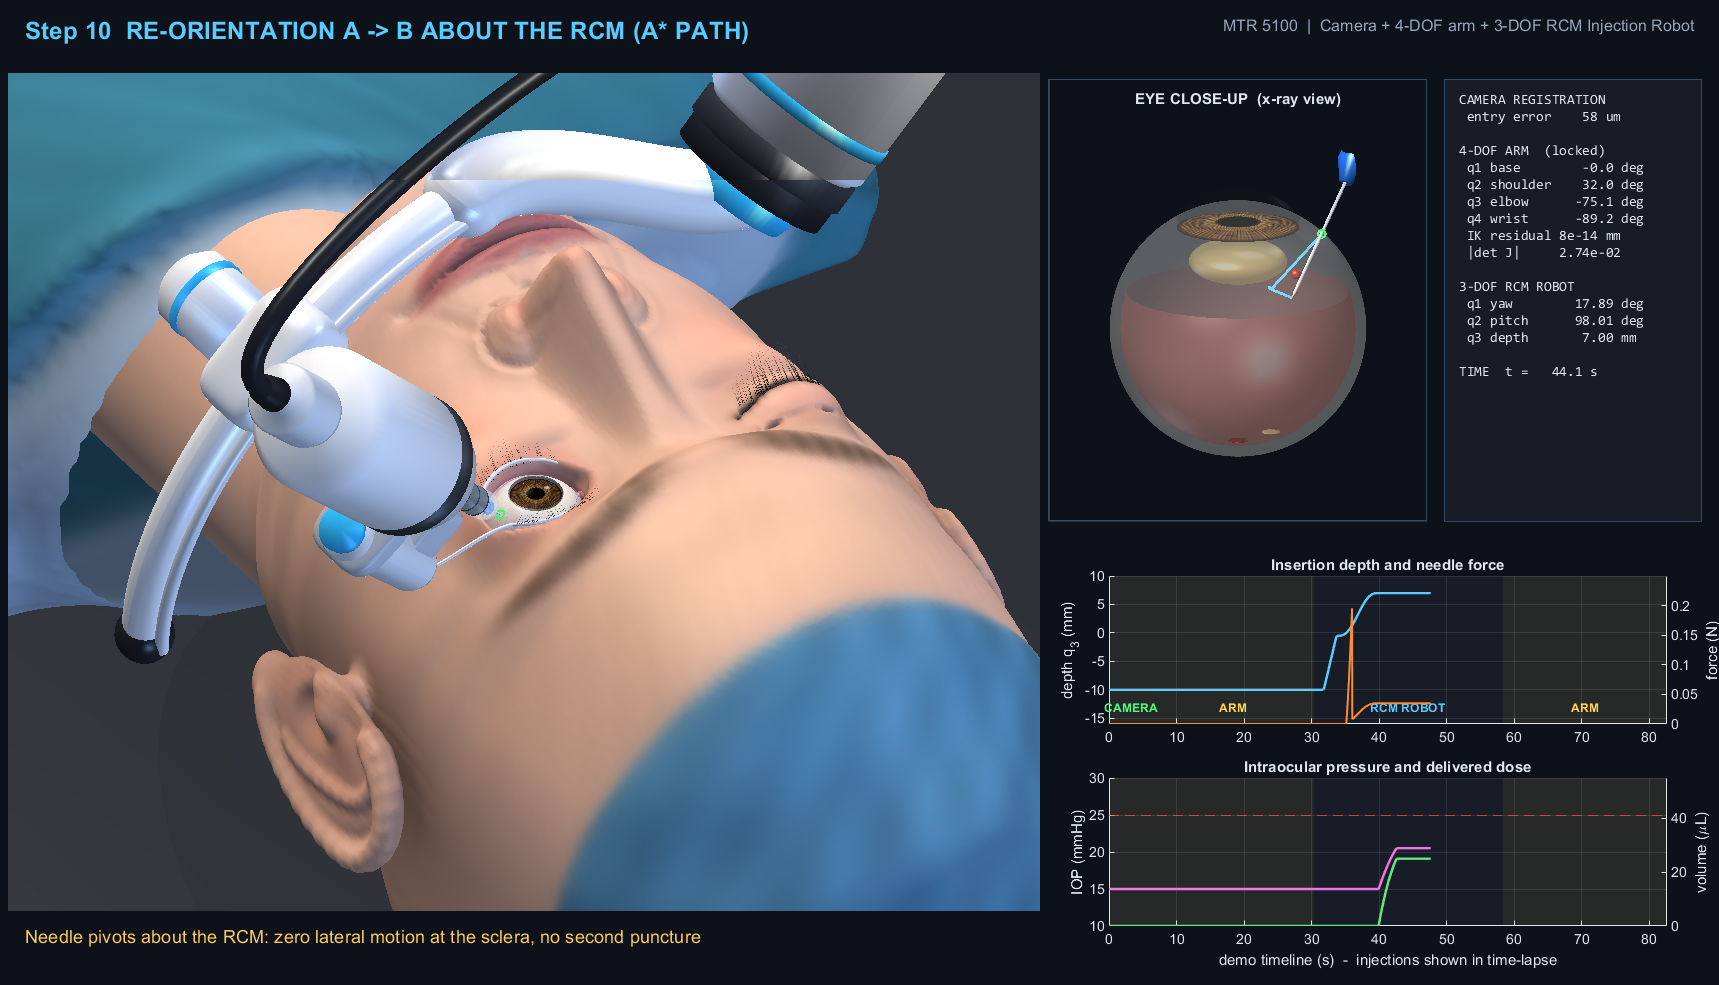 Step 10  RE-ORIENTATION A -> B ABOUT THE RCM (A* PATH)
MTR 5100  |  Camera + 4-DOF arm + 3-DOF RCM Injection Robot
EYE CLOSE-UP  (x-ray view)
CAMERA REGISTRATION
entry error    58 um
4-DOF ARM  (locked)
q1 base       -0.0 deg
q2 shoulder    32.0 deg
q3 elbow      -75.1 deg
q4 wrist      -89.2 deg
IK residual 8e-14 mm
|det J|     2.74e-02
3-DOF RCM ROBOT
q1 yaw        17.89 deg
q2 pitch      98.01 deg
q3 depth       7.00 mm
TIME  t =   44.1 s
Insertion depth and needle force
depth q3 (mm)
10
5
0
-5
-10
-15
0.2
0.15
0.1
0.05
0
force (N)
CAMERA
ARM
RCM ROBOT
ARM
0 10 20 30 40 50 60 70 80
Intraocular pressure and delivered dose
IOP (mmHg)
30
25
20
15
10
40
20
0
volume (μL)
0 10 20 30 40 50 60 70 80
demo timeline (s)  -  injections shown in time-lapse
Needle pivots about the RCM: zero lateral motion at the sclera, no second puncture